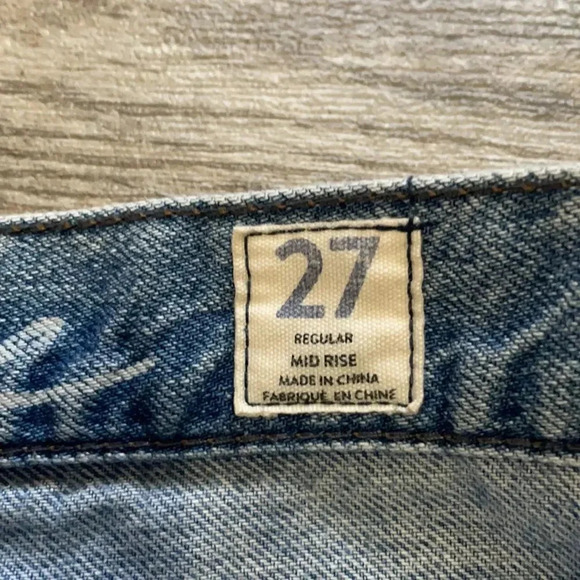 27
REGULAR
MID RISE
MADE IN CHINA
FABRIQUÉ EN CHINE